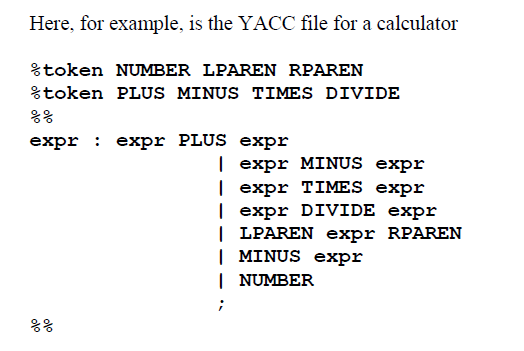 Here, for example, is the YACC file for a calculator
%token NUMBER LPAREN RPAREN
%token PLUS MINUS TIMES DIVIDE
%%
expr : expr PLUS expr
| expr MINUS expr
| expr TIMES expr
| expr DIVIDE expr
| LPAREN expr RPAREN
| MINUS expr
| NUMBER
;
%%